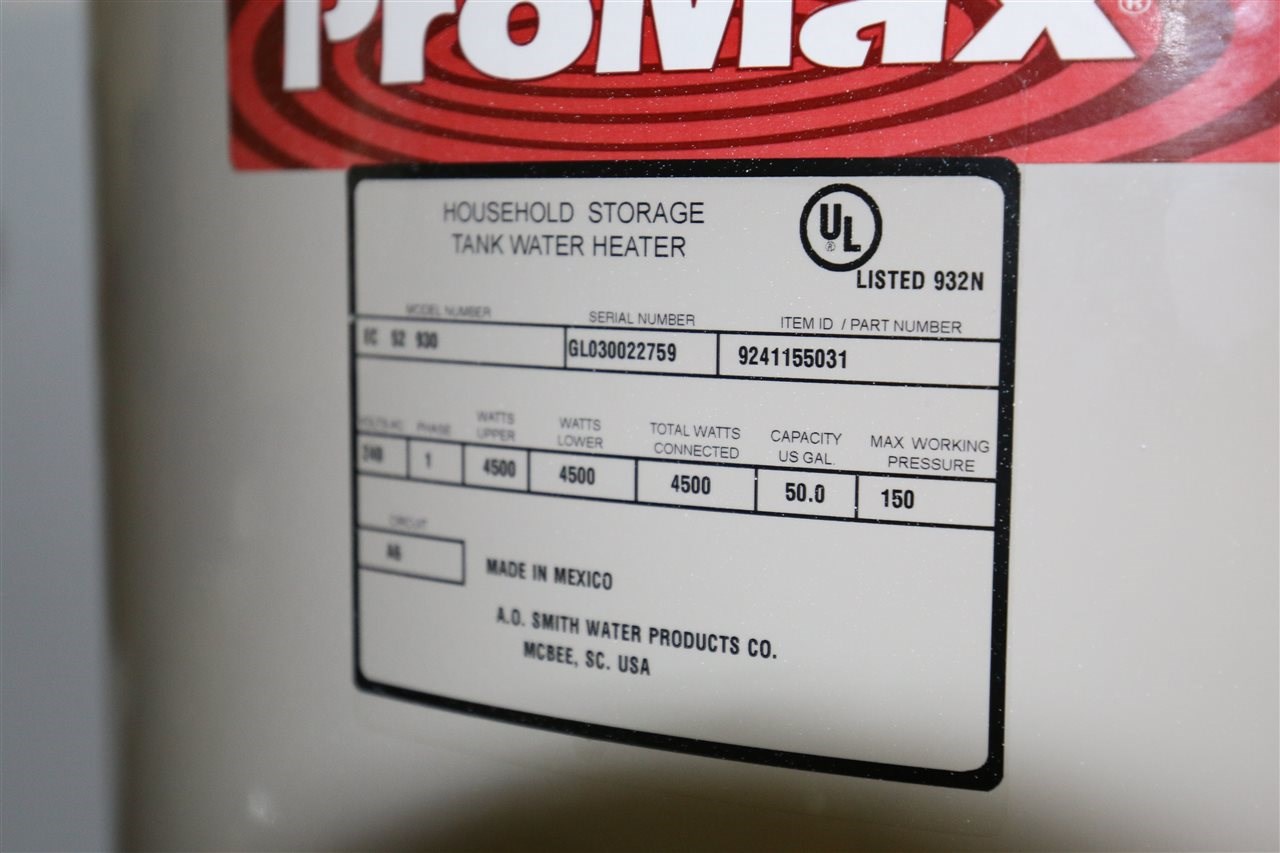 ProMax®
HOUSEHOLD STORAGE
TANK WATER HEATER
UL
®
LISTED 932N
MODEL NUMBER SERIAL NUMBER ITEM ID / PART NUMBER
EC 52 930 GL030022759 9241155031
VOLTS AC PHASE WATTS UPPER WATTS LOWER TOTAL WATTS CONNECTED CAPACITY US GAL. MAX WORKING PRESSURE
240 1 4500 4500 4500 50.0 150
CIRCUIT
A6
MADE IN MEXICO
A.O. SMITH WATER PRODUCTS CO.
MCBEE, SC. USA